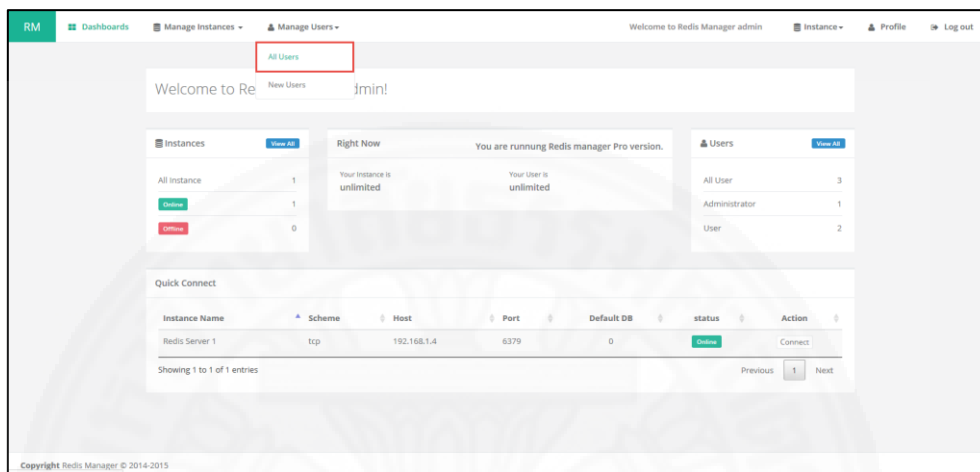 RM Dashboards Manage Instances Manage Users Welcome to Redis Manager admin Instance Profile Log out
All Users
New Users
Welcome to Re dmin!
Instances View All
All Instance 1
Online 1
Offline 0
Right Now You are runnung Redis manager Pro version.
Your Instance is Your User is
unlimited unlimited
Users View All
All User 3
Administrator 1
User 2
Quick Connect
Instance Name Scheme Host Port Default DB status Action
Redis Server 1 tcp 192.168.1.4 6379 0 Online Connect
Showing 1 to 1 of 1 entries Previous 1 Next
Copyright Redis Manager © 2014-2015